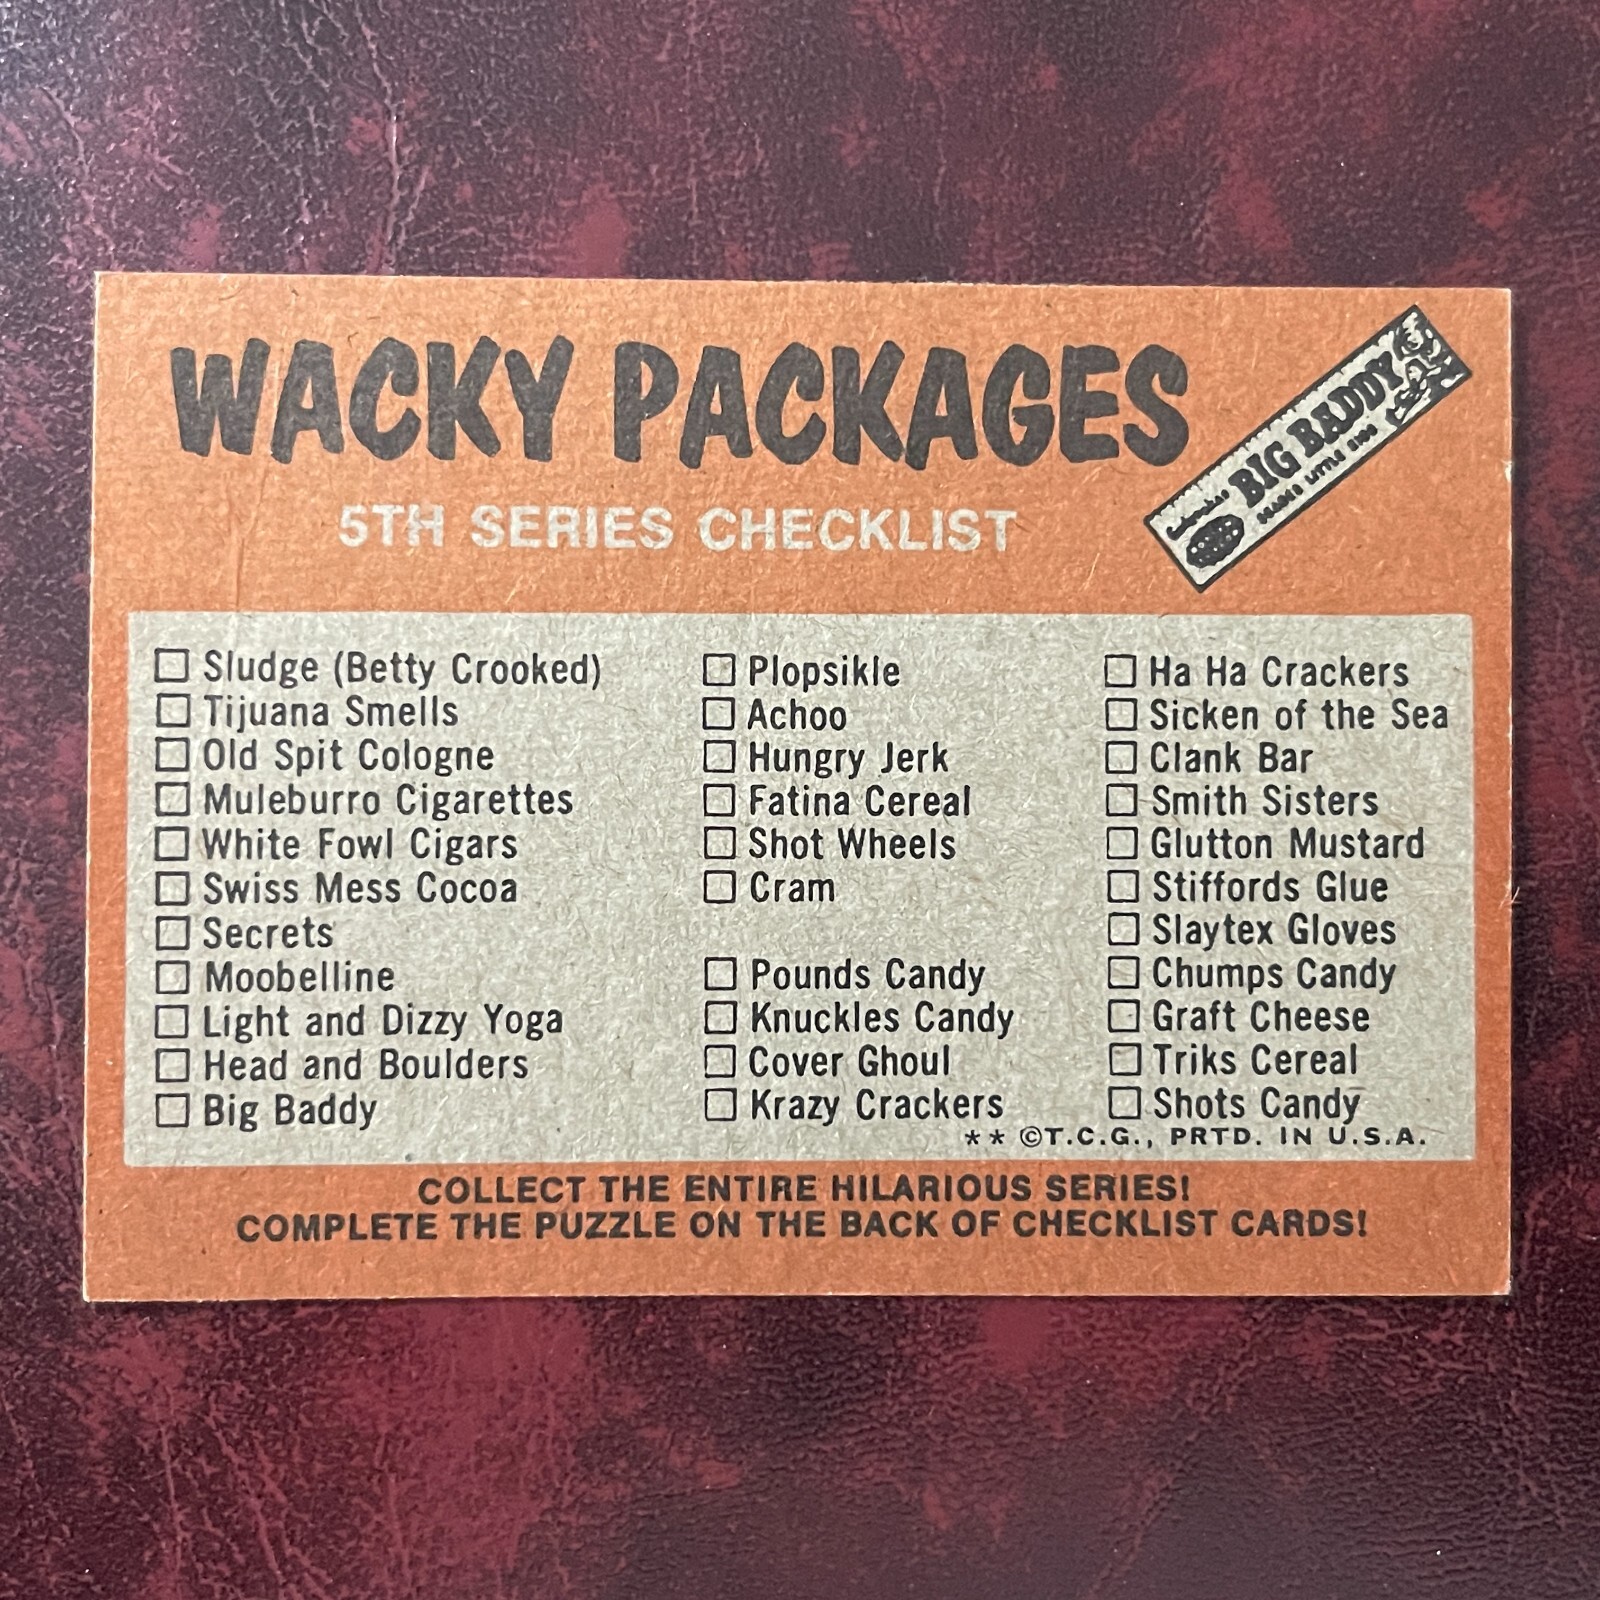 WACKY PACKAGES
5TH SERIES CHECKLIST
BIG BADDY
Sludge (Betty Crooked)
Tijuana Smells
Old Spit Cologne
Muleburro Cigarettes
White Fowl Cigars
Swiss Mess Cocoa
Secrets
Moobelline
Light and Dizzy Yoga
Head and Boulders
Big Baddy
Plopsikle
Achoo
Hungry Jerk
Fatina Cereal
Shot Wheels
Cram
Pounds Candy
Knuckles Candy
Cover Ghoul
Krazy Crackers
Ha Ha Crackers
Sicken of the Sea
Clank Bar
Smith Sisters
Glutton Mustard
Stiffords Glue
Slaytex Gloves
Chumps Candy
Graft Cheese
Triks Cereal
Shots Candy
** ©T.C.G., PRTD. IN U.S.A.
COLLECT THE ENTIRE HILARIOUS SERIES!
COMPLETE THE PUZZLE ON THE BACK OF CHECKLIST CARDS!